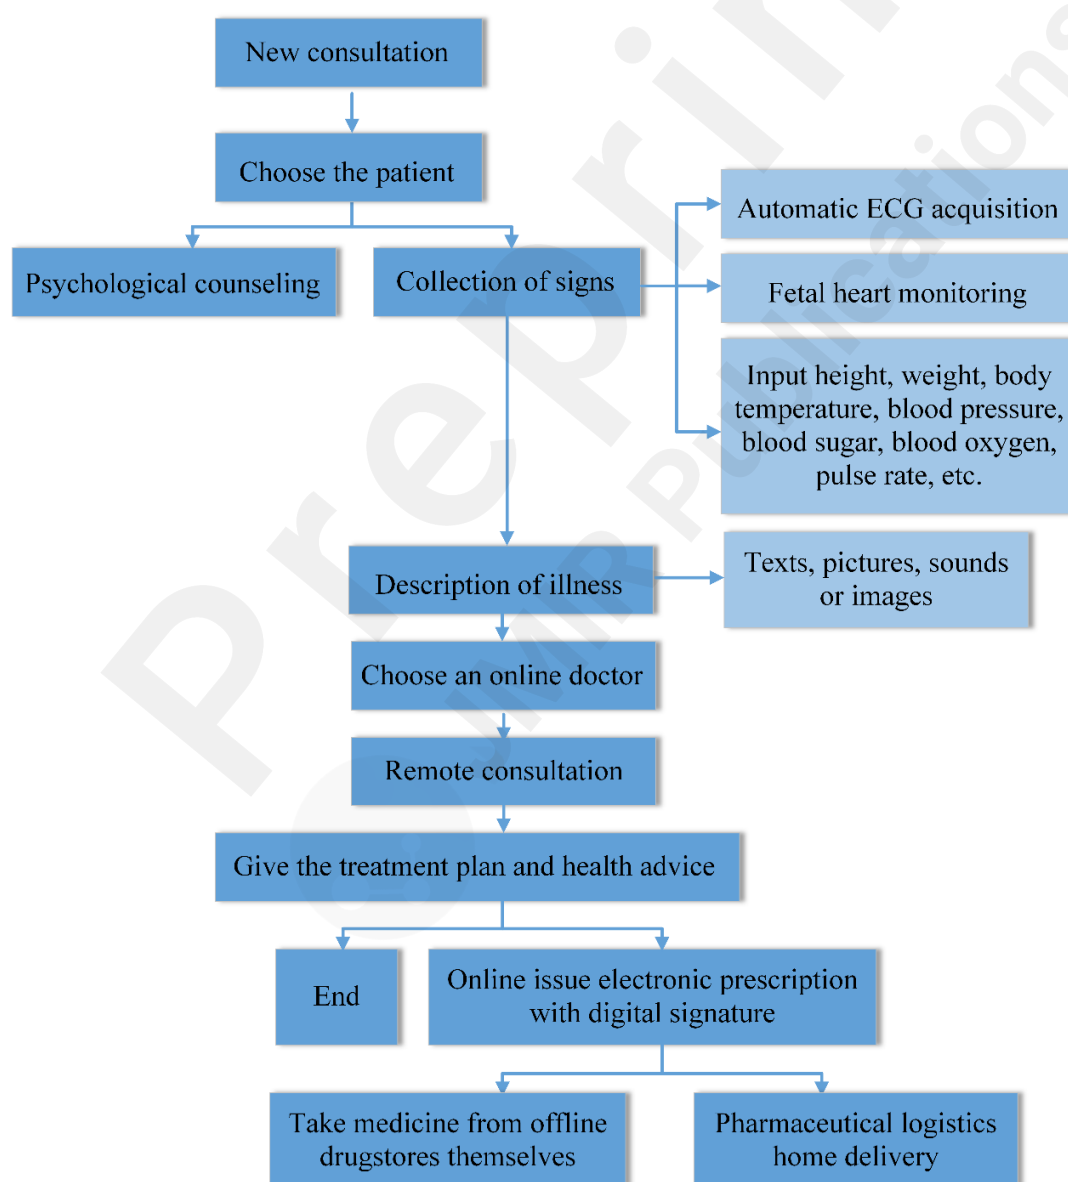 New consultation
Choose the patient
Psychological counseling
Collection of signs
Automatic ECG acquisition
Fetal heart monitoring
Input height, weight, body
temperature, blood pressure,
blood sugar, blood oxygen,
pulse rate, etc.
Description of illness
Texts, pictures, sounds
or images
Choose an online doctor
Remote consultation
Give the treatment plan and health advice
End
Online issue electronic prescription
with digital signature
Take medicine from offline
drugstores themselves
Pharmaceutical logistics
home delivery
Preprin
JMIR Publications